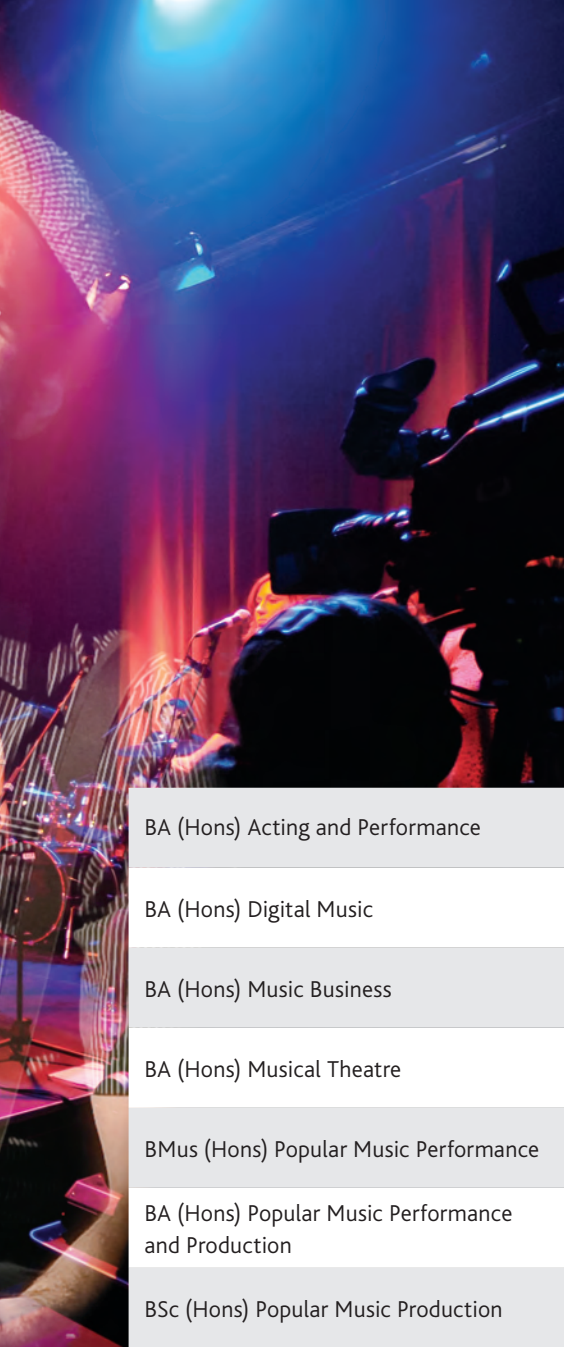 BA (Hons) Acting and Performance
BA (Hons) Digital Music
BA (Hons) Music Business
BA (Hons) Musical Theatre
BMus (Hons) Popular Music Performance
BA (Hons) Popular Music Performance
and Production
BSc (Hons) Popular Music Production